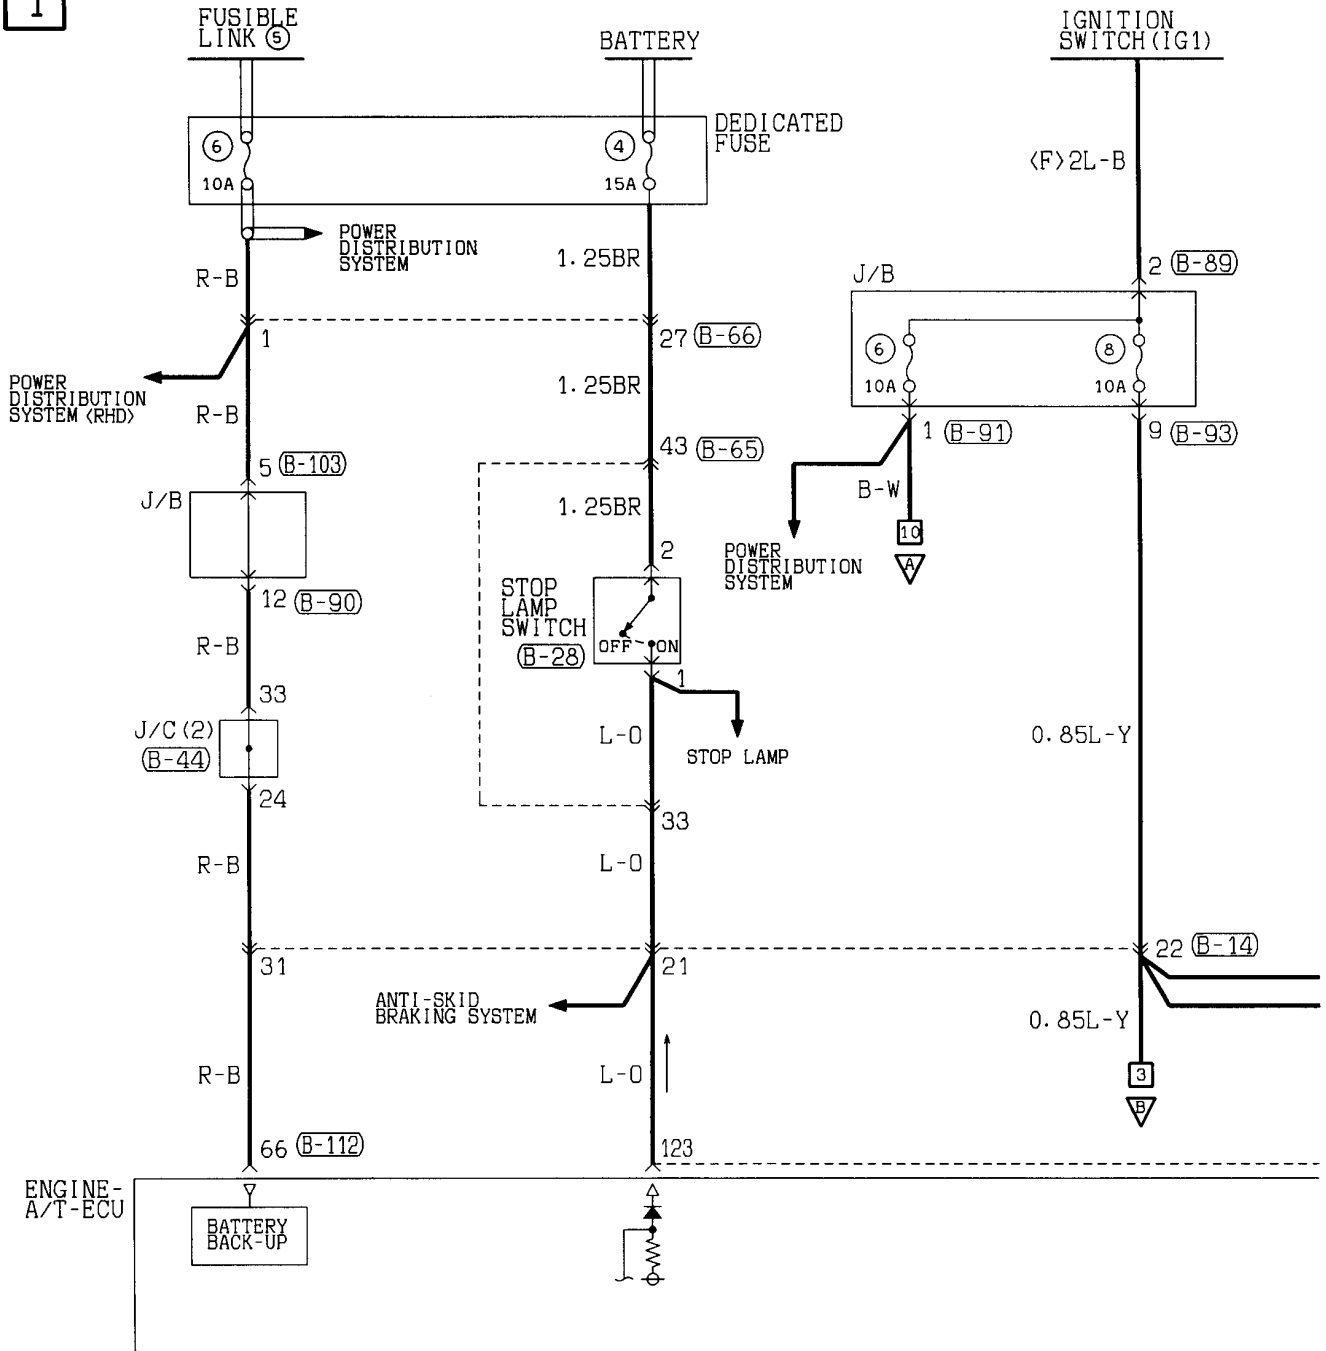 1
FUSIBLE
LINK ⑤
BATTERY
IGNITION
SWITCH(IG1)
DEDICATED
FUSE
6
10A
4
15A
<F>2L-B
POWER
DISTRIBUTION
SYSTEM
R-B
1.25BR
2 B-89
J/B
1
27 B-66
6
10A
8
10A
POWER
DISTRIBUTION
SYSTEM <RHD>
R-B
1.25BR
1 B-91
9 B-93
43 B-65
5 B-103
J/B
B-W
1.25BR
10
A
2
POWER
DISTRIBUTION
SYSTEM
STOP
LAMP
SWITCH
B-28
OFF
ON
12 B-90
R-B
1
33
J/C(2)
B-44
24
L-O
STOP LAMP
0.85L-Y
33
R-B
L-O
31
21
22 B-14
ANTI-SKID
BRAKING SYSTEM
0.85L-Y
R-B
L-O
3
B
66 B-112
123
ENGINE-
A/T-ECU
BATTERY
BACK-UP